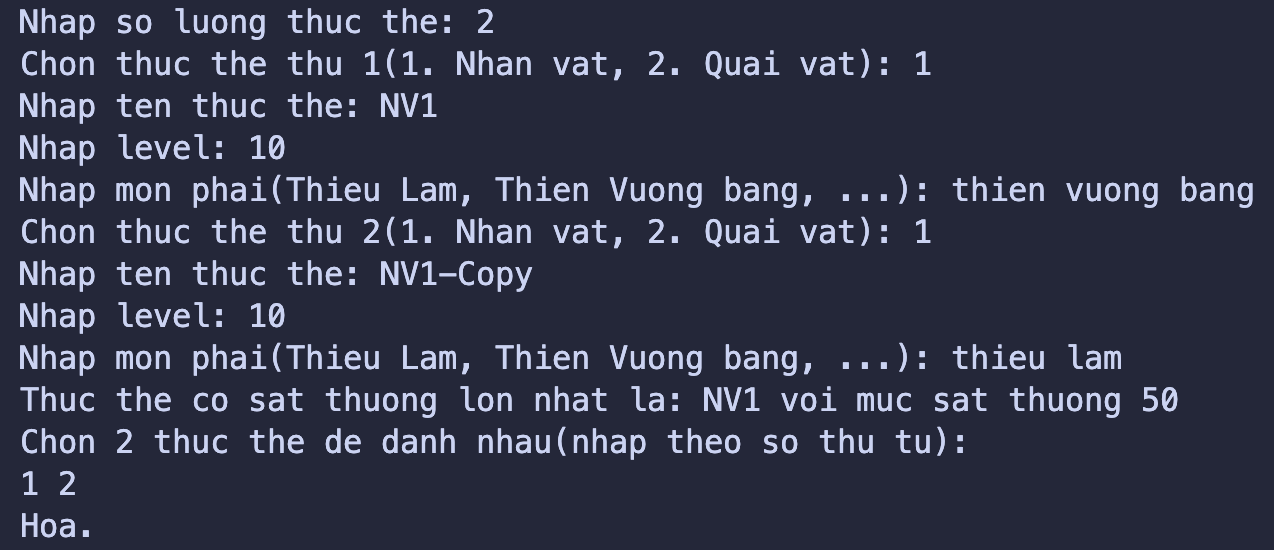 Nhap so luong thuc the: 2
Chon thuc the thu 1(1. Nhan vat, 2. Quai vat): 1
Nhap ten thuc the: NV1
Nhap level: 10
Nhap mon phai(Thieu Lam, Thien Vuong bang, ...): thien vuong bang
Chon thuc the thu 2(1. Nhan vat, 2. Quai vat): 1
Nhap ten thuc the: NV1-Copy
Nhap level: 10
Nhap mon phai(Thieu Lam, Thien Vuong bang, ...): thieu lam
Thuc the co sat thuong lon nhat la: NV1 voi muc sat thuong 50
Chon 2 thuc the de danh nhau(nhap theo so thu tu):
1 2
Hoa.